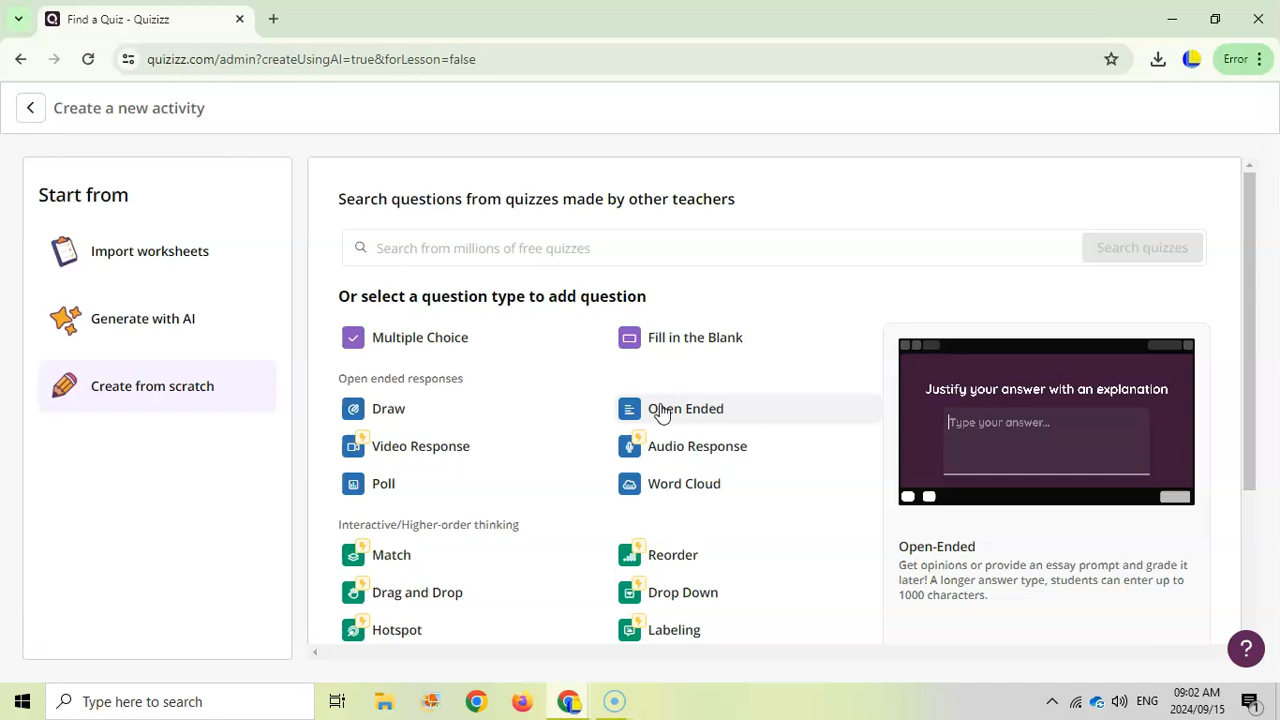 Find a Quiz - Quizizz
quizizz.com/admin?createUsingAI=true&forLesson=false
Error
Create a new activity
Start from
Import worksheets
Generate with AI
Create from scratch
Search questions from quizzes made by other teachers
Search from millions of free quizzes
Search quizzes
Or select a question type to add question
Multiple Choice
Fill in the Blank
Open ended responses
Draw
Open Ended
Video Response
Audio Response
Poll
Word Cloud
Interactive/Higher-order thinking
Match
Reorder
Drag and Drop
Drop Down
Hotspot
Labeling
Justify your answer with an explanation
Type your answer...
Open-Ended
Get opinions or provide an essay prompt and grade it
later! A longer answer type, students can enter up to
1000 characters.
?
Type here to search
ENG
09:02 AM
2024/09/15
1